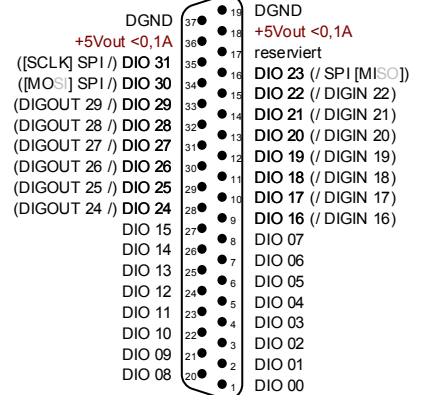 DGND 37
+5Vout <0,1A 36
([SCLK] SPI /) DIO 31 35
([MOSI] SPI /) DIO 30 34
(DIGOUT 29 /) DIO 29 33
(DIGOUT 28 /) DIO 28 32
(DIGOUT 27 /) DIO 27 31
(DIGOUT 26 /) DIO 26 30
(DIGOUT 25 /) DIO 25 29
(DIGOUT 24 /) DIO 24 28
DIO 15 27
DIO 14 26
DIO 13 25
DIO 12 24
DIO 11 23
DIO 10 22
DIO 09 21
DIO 08 20
19 DGND
18 +5Vout <0,1A
17 reserviert
16 DIO 23 (/ SPI [MISO])
15 DIO 22 (/ DIGIN 22)
14 DIO 21 (/ DIGIN 21)
13 DIO 20 (/ DIGIN 20)
12 DIO 19 (/ DIGIN 19)
11 DIO 18 (/ DIGIN 18)
10 DIO 17 (/ DIGIN 17)
9 DIO 16 (/ DIGIN 16)
8 DIO 07
7 DIO 06
6 DIO 05
5 DIO 04
4 DIO 03
3 DIO 02
2 DIO 01
1 DIO 00